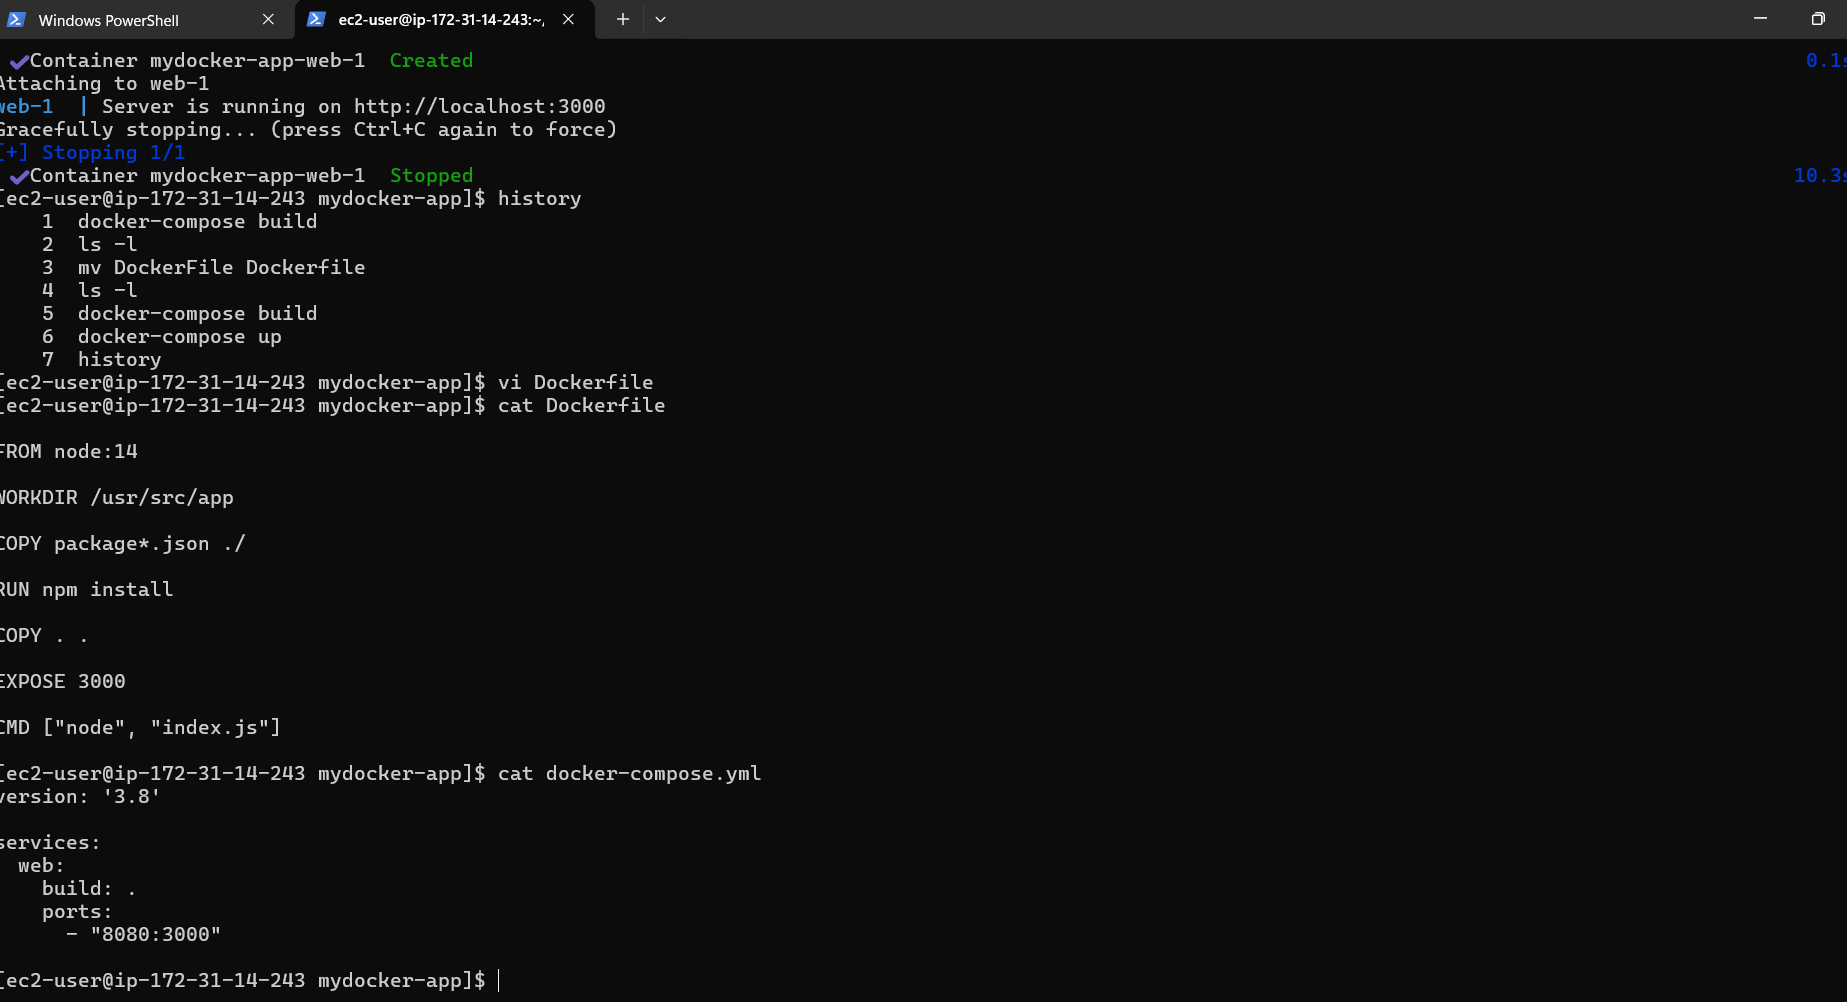 Windows PowerShell
ec2-user@ip-172-31-14-243:~,
Container mydocker-app-web-1  Created 0.1s
Attaching to web-1
web-1  | Server is running on http://localhost:3000
Gracefully stopping... (press Ctrl+C again to force)
[+] Stopping 1/1
Container mydocker-app-web-1  Stopped 10.3s
[ec2-user@ip-172-31-14-243 mydocker-app]$ history
    1  docker-compose build
    2  ls -l
    3  mv DockerFile Dockerfile
    4  ls -l
    5  docker-compose build
    6  docker-compose up
    7  history
[ec2-user@ip-172-31-14-243 mydocker-app]$ vi Dockerfile
[ec2-user@ip-172-31-14-243 mydocker-app]$ cat Dockerfile
FROM node:14
WORKDIR /usr/src/app
COPY package*.json ./
RUN npm install
COPY . .
EXPOSE 3000
CMD ["node", "index.js"]
[ec2-user@ip-172-31-14-243 mydocker-app]$ cat docker-compose.yml
version: '3.8'
services:
  web:
    build: .
    ports:
      - "8080:3000"
[ec2-user@ip-172-31-14-243 mydocker-app]$